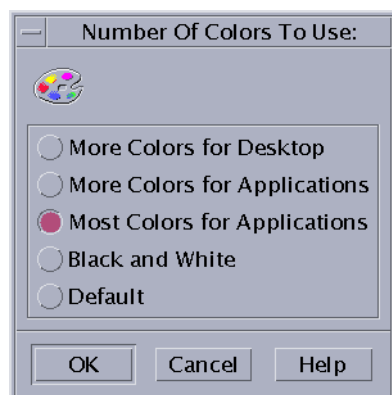 Number Of Colors To Use:
More Colors for Desktop
More Colors for Applications
Most Colors for Applications
Black and White
Default
OK Cancel Help